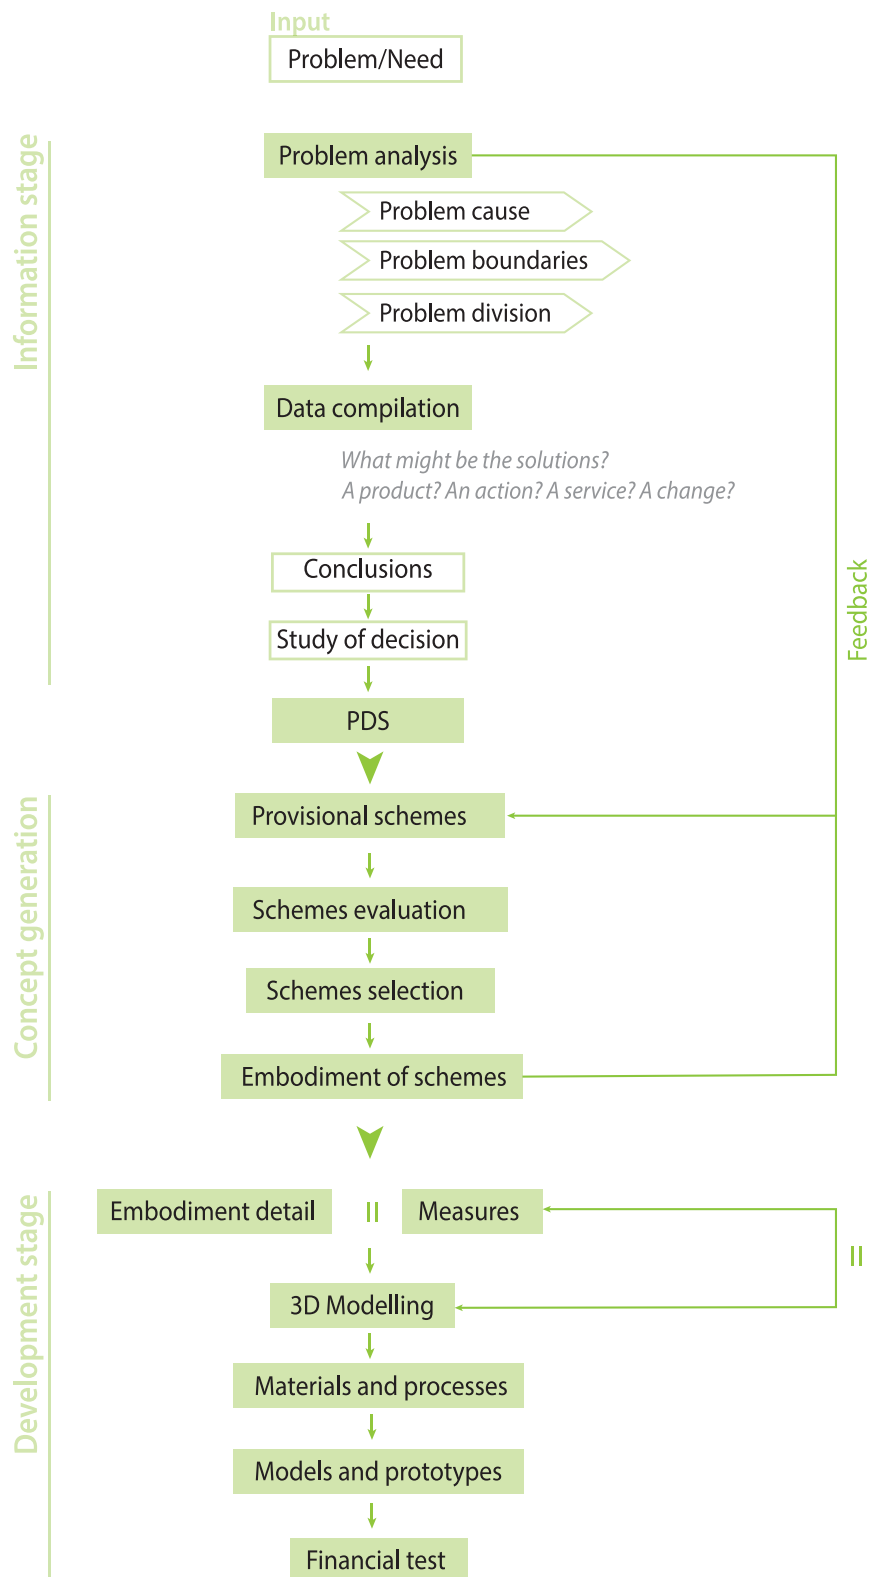 Input
Problem/Need
Information stage
Problem analysis
Problem cause
Problem boundaries
Problem division
Data compilation
What might be the solutions?
A product? An action? A service? A change?
Conclusions
Study of decision
PDS
Feedback
Concept generation
Provisional schemes
Schemes evaluation
Schemes selection
Embodiment of schemes
Development stage
Embodiment detail
=
Measures
=
3D Modelling
Materials and processes
Models and prototypes
Financial test